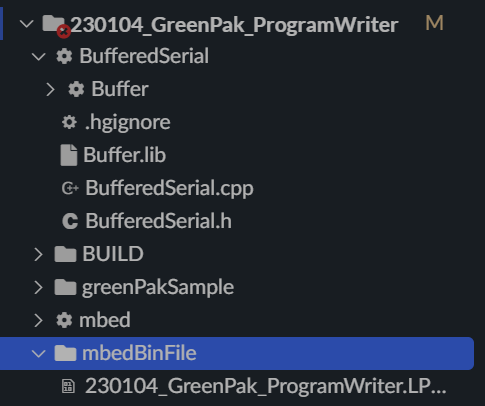 230104_GreenPak_ProgramWriter M
BufferedSerial
Buffer
.hgignore
Buffer.lib
BufferedSerial.cpp
BufferedSerial.h
BUILD
greenPakSample
mbed
mbedBinFile
230104_GreenPak_ProgramWriter.LP...